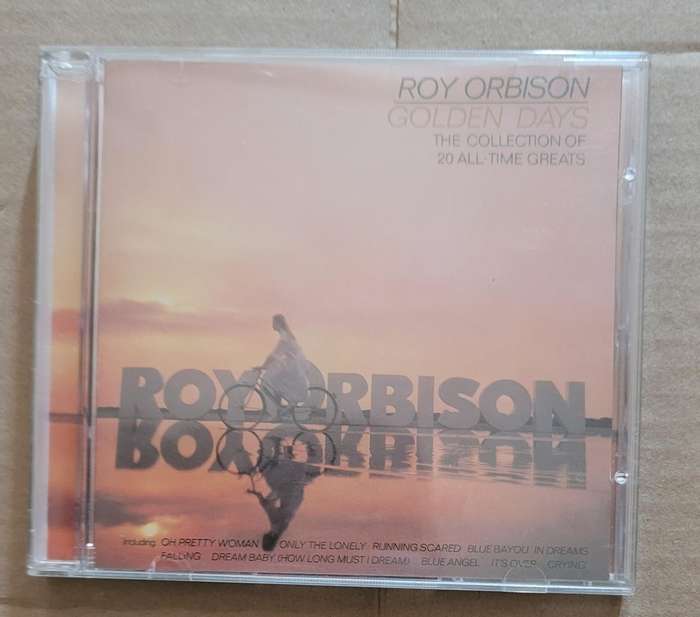 ROY ORBISON
GOLDEN DAYS
THE COLLECTION OF
20 ALL-TIME GREATS
ROY ORBISON
including OH PRETTY WOMAN ONLY THE LONELY RUNNING SCARED BLUE BAYOU IN DREAMS
FALLING DREAM BABY (HOW LONG MUST I DREAM) BLUE ANGEL IT'S OVER CRYING